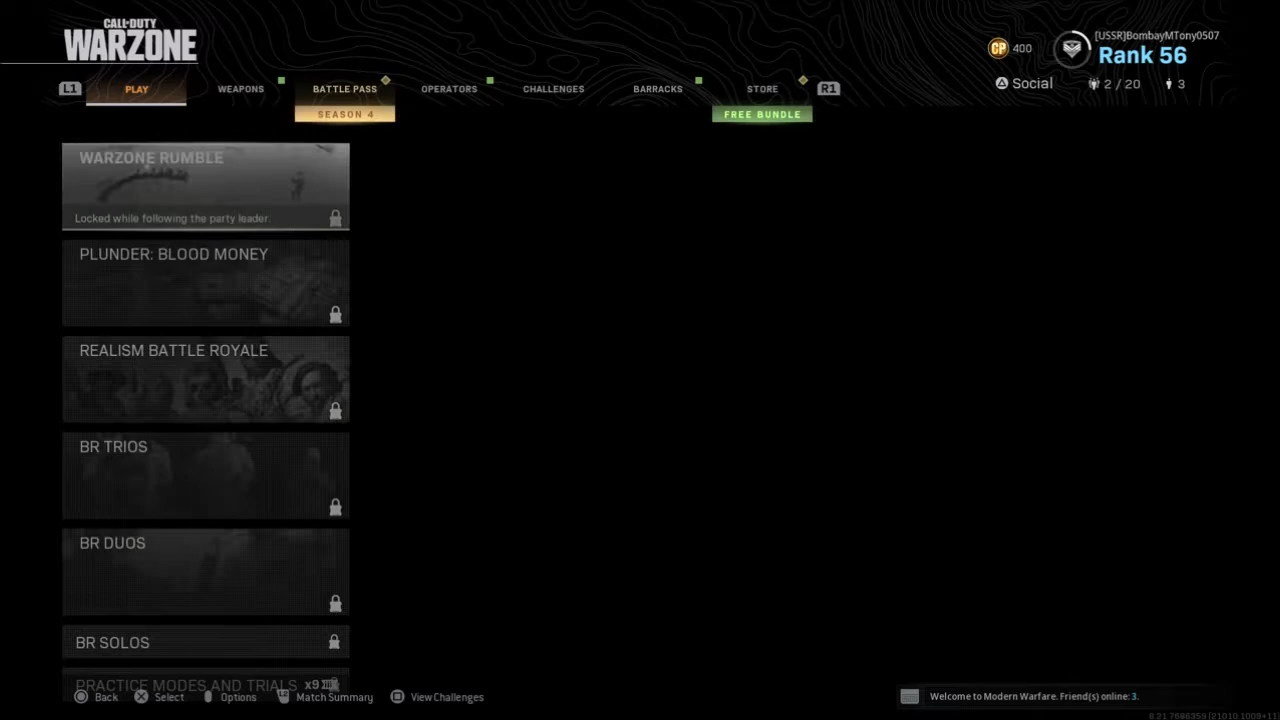 CALL OF DUTY
WARZONE
CP 400
[USSR]BombayMTony0507
Rank 56
Social
2 / 20
3
L1
PLAY
WEAPONS
BATTLE PASS
OPERATORS
CHALLENGES
BARRACKS
STORE
R1
SEASON 4
FREE BUNDLE
WARZONE RUMBLE
Locked while following the party leader.
PLUNDER: BLOOD MONEY
REALISM BATTLE ROYALE
BR TRIOS
BR DUOS
BR SOLOS
PRACTICE MODES AND TRIALS
Back
Select
Options
Match Summary
View Challenges
Welcome to Modern Warfare. Friend(s) online: 3.